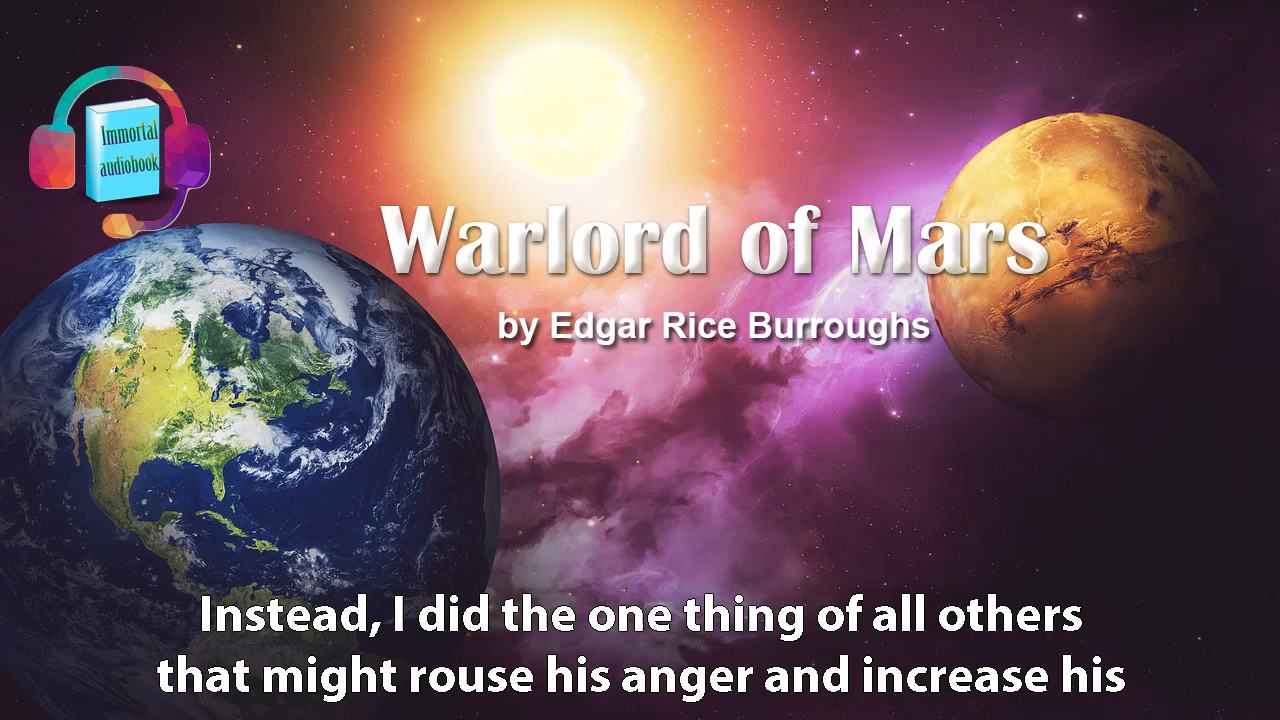 Immortal
audiobook
Warlord of Mars
by Edgar Rice Burroughs
Instead, I did the one thing of all others
that might rouse his anger and increase his